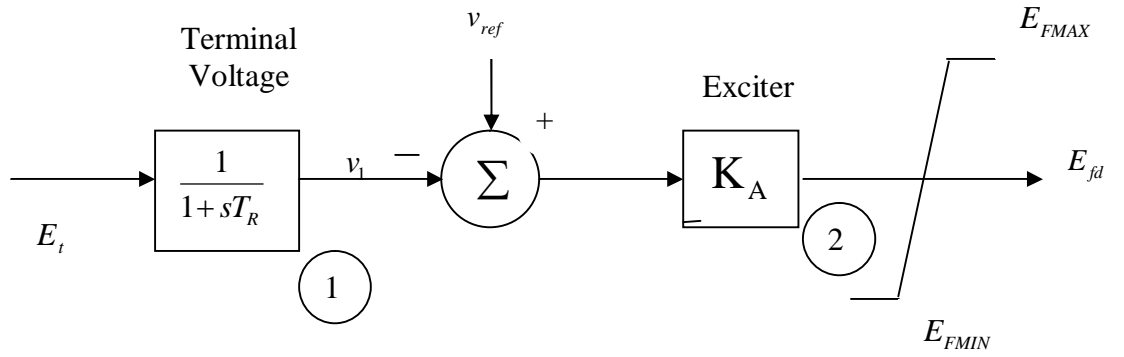 Terminal
Voltage
v_ref
E_FMAX
Exciter
+
1
1 + sT_R
v_1
−
Σ
K_A
E_fd
E_t
1
2
E_FMIN